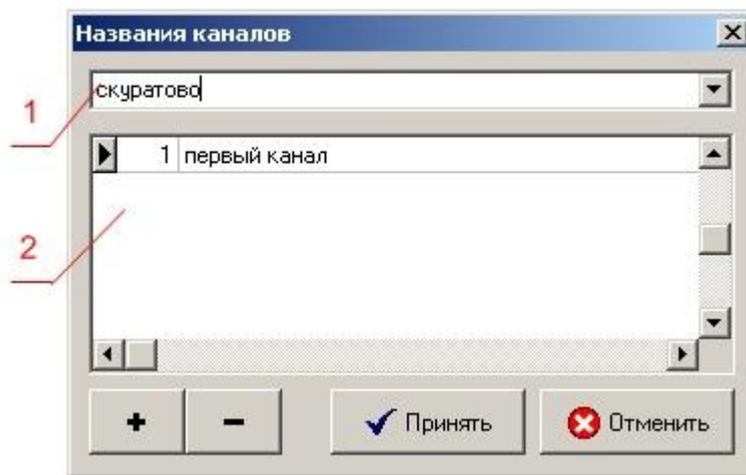 Названия каналов
1
скуратово
1 первый канал
2
+ − Принять Отменить